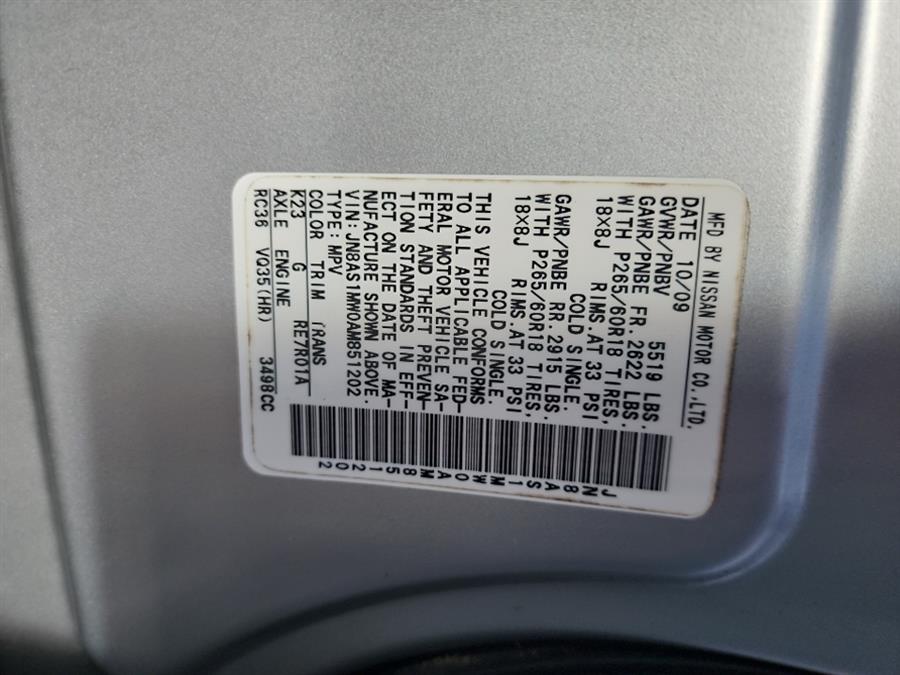 MFD BY NISSAN MOTOR CO.,LTD.
DATE 10/09
GVWR/PNBV 5519 LBS.
GAWR/PNBE FR. 2622 LBS.
WITH P265/60R18 TIRES,
18X8J RIMS.AT 33 PSI
COLD SINGLE.
GAWR/PNBE RR. 2915 LBS.
WITH P265/60R18 TIRES,
18X8J RIMS.AT 33 PSI
COLD SINGLE.
THIS VEHICLE CONFORMS
TO ALL APPLICABLE FED-
ERAL MOTOR VEHICLE SA-
FETY AND THEFT PREVEN-
TION STANDARDS IN EFF-
ECT ON THE DATE OF MA-
NUFACTURE SHOWN ABOVE.
VIN:JN8AS1MW0AM851202
TYPE:MPV
COLOR TRIM TRANS
K23 G RE7R01A
AXLE ENGINE
RC36 VQ35(HR) 3498CC
JN8AS1MW0AM851202